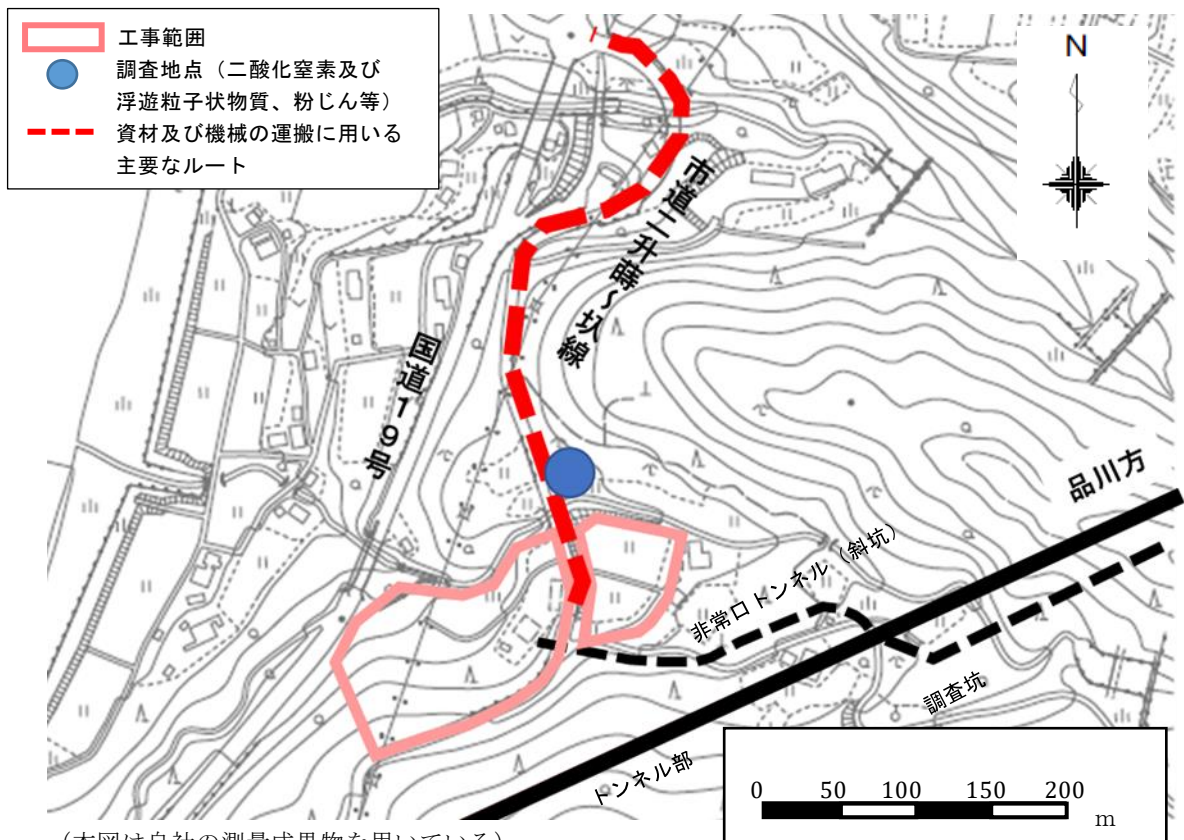 工事範囲
調査地点（二酸化窒素及び
浮遊粒子状物質、粉じん等）
資材及び機械の運搬に用いる
主要なルート
N
市道二升蒔～圦線
国道19号
品川方
非常口トンネル（斜坑）
調査坑
トンネル部
0 50 100 150 200
m
（本図は自社の測量成果物を用いている）